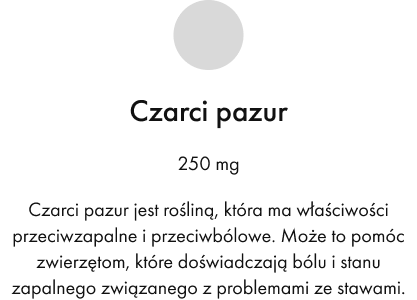 Czarci pazur
250 mg
Czarci pazur jest rośliną, która ma właściwości
przeciwzapalne i przeciwbólowe. Może to pomóc
zwierzętom, które doświadczają bólu i stanu
zapalnego związanego z problemami ze stawami.